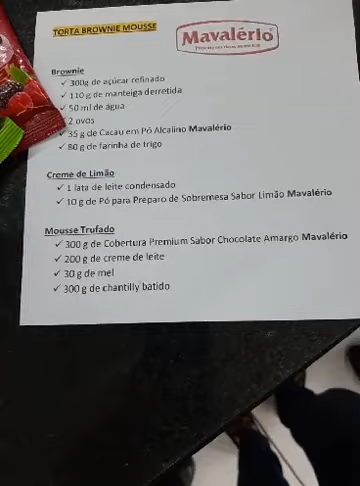 TORTA BROWNIE MOUSSE
Mavalério
Brownie
✓ 300g de açúcar refinado
✓ 110 g de manteiga derretida
✓ 50 ml de água
2 ovos
✓ 35 g de Cacau em Pó Alcalino Mavalério
✓ 80 g de farinha de trigo
Creme de Limão
✓ 1 lata de leite condensado
✓ 10 g de Pó para Preparo de Sobremesa Sabor Limão Mavalério
Mousse Trufado
✓ 300 g de Cobertura Premium Sabor Chocolate Amargo Mavalério
✓ 200 g de creme de leite
✓ 30 g de mel
✓ 300 g de chantilly batido